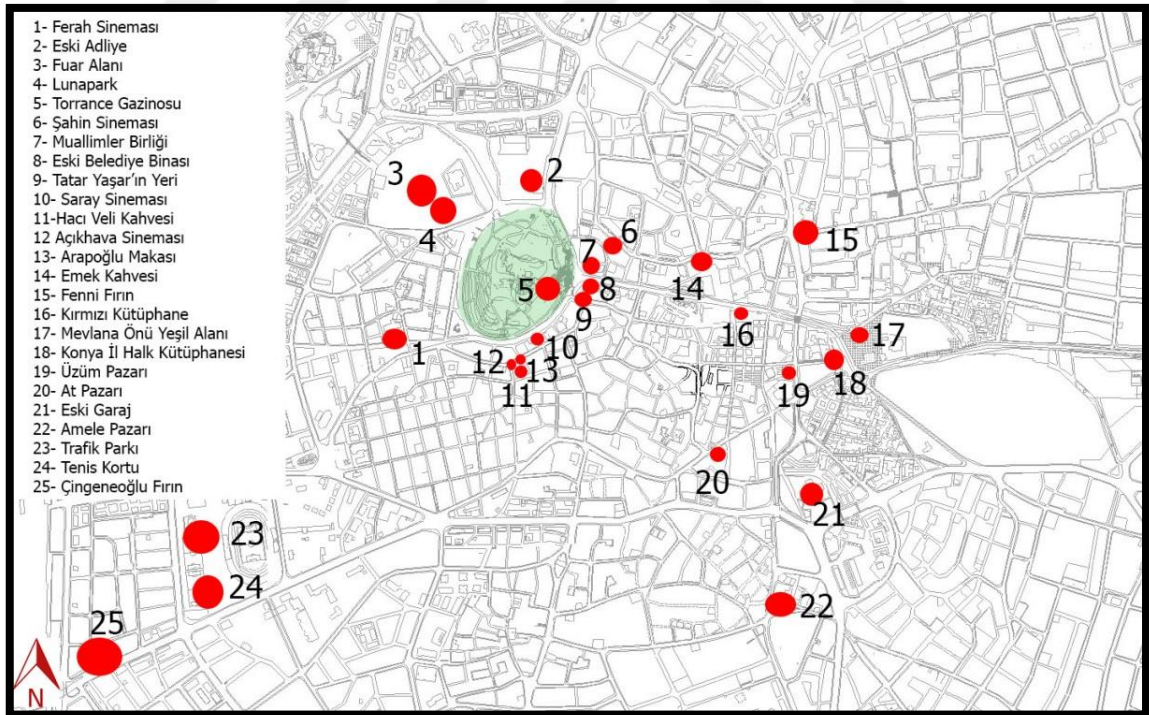 1- Ferah Sineması
2- Eski Adliye
3- Fuar Alanı
4- Lunapark
5- Torrance Gazinosu
6- Şahin Sineması
7- Muallimler Birliği
8- Eski Belediye Binası
9- Tatar Yaşar'ın Yeri
10- Saray Sineması
11-Hacı Veli Kahvesi
12 Açıkhava Sineması
13- Arapoğlu Makası
14- Emek Kahvesi
15- Fenni Fırın
16- Kırmızı Kütüphane
17- Mevlana Önü Yeşil Alanı
18- Konya İl Halk Kütüphanesi
19- Üzüm Pazarı
20- At Pazarı
21- Eski Garaj
22- Amele Pazarı
23- Trafik Parkı
24- Tenis Kortu
25- Çingeneoğlu Fırın
3
2
4
6
15
7
14
5
8
9
16
17
1
10
12
13
18
11
19
20
21
23
24
22
25
N